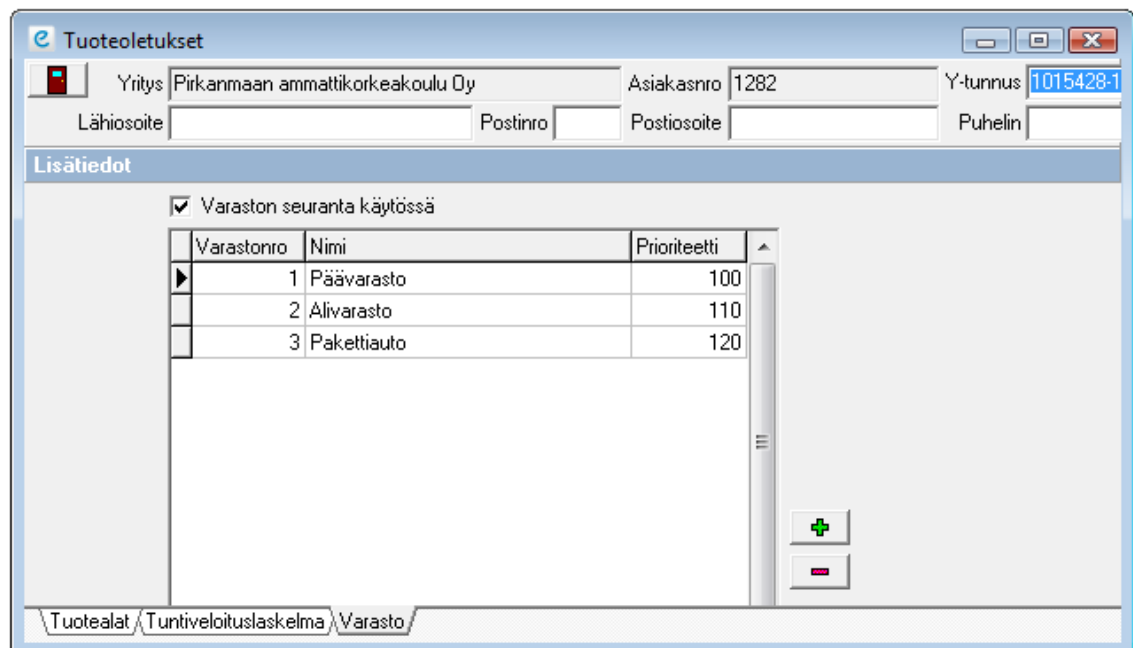 Tuoteoletukset
Yritys Pirkanmaan ammattikorkeakoulu Oy Asiakasnro 1282 Y-tunnus 1015428-1
Lähiosoite Postinro Postiosoite Puhelin
Lisätiedot
Varaston seuranta käytössä
Varastonro Nimi Prioriteetti
1 Päävarasto 100
2 Alivarasto 110
3 Pakettiauto 120
Tuotealat Tuntiveloituslaskelma Varasto